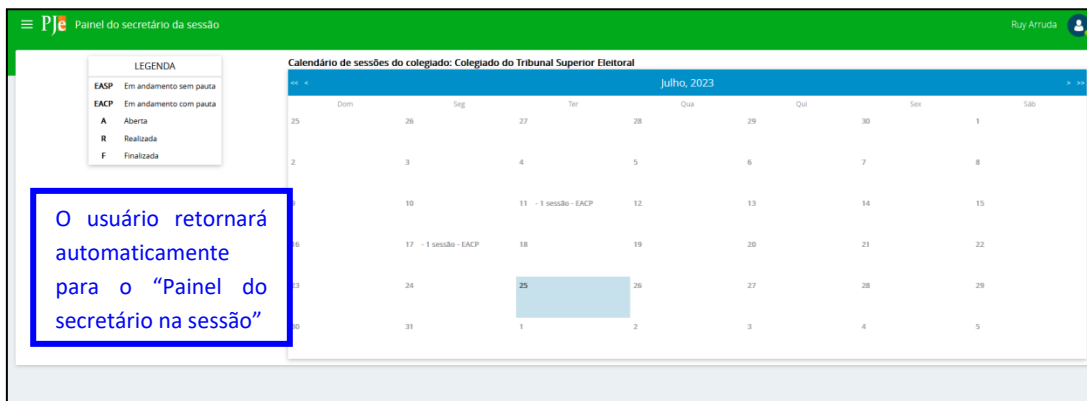 PJe Painel do secretário da sessão
Ruy Arruda
LEGENDA
EASP Em andamento sem pauta
EACP Em andamento com pauta
A Aberta
R Realizada
F Finalizada
O usuário retornará
automaticamente
para o “Painel do
secretário na sessão”
Calendário de sessões do colegiado: Colegiado do Tribunal Superior Eleitoral
<< < Julho, 2023 > >>
Dom Seg Ter Qua Qui Sex Sáb
25 26 27 28 29 30 1
2 3 4 5 6 7 8
10 11 - 1 sessão - EACP 12 13 14 15
17 - 1 sessão - EACP 18 19 20 21 22
24 25 26 27 28 29
31 1 2 3 4 5